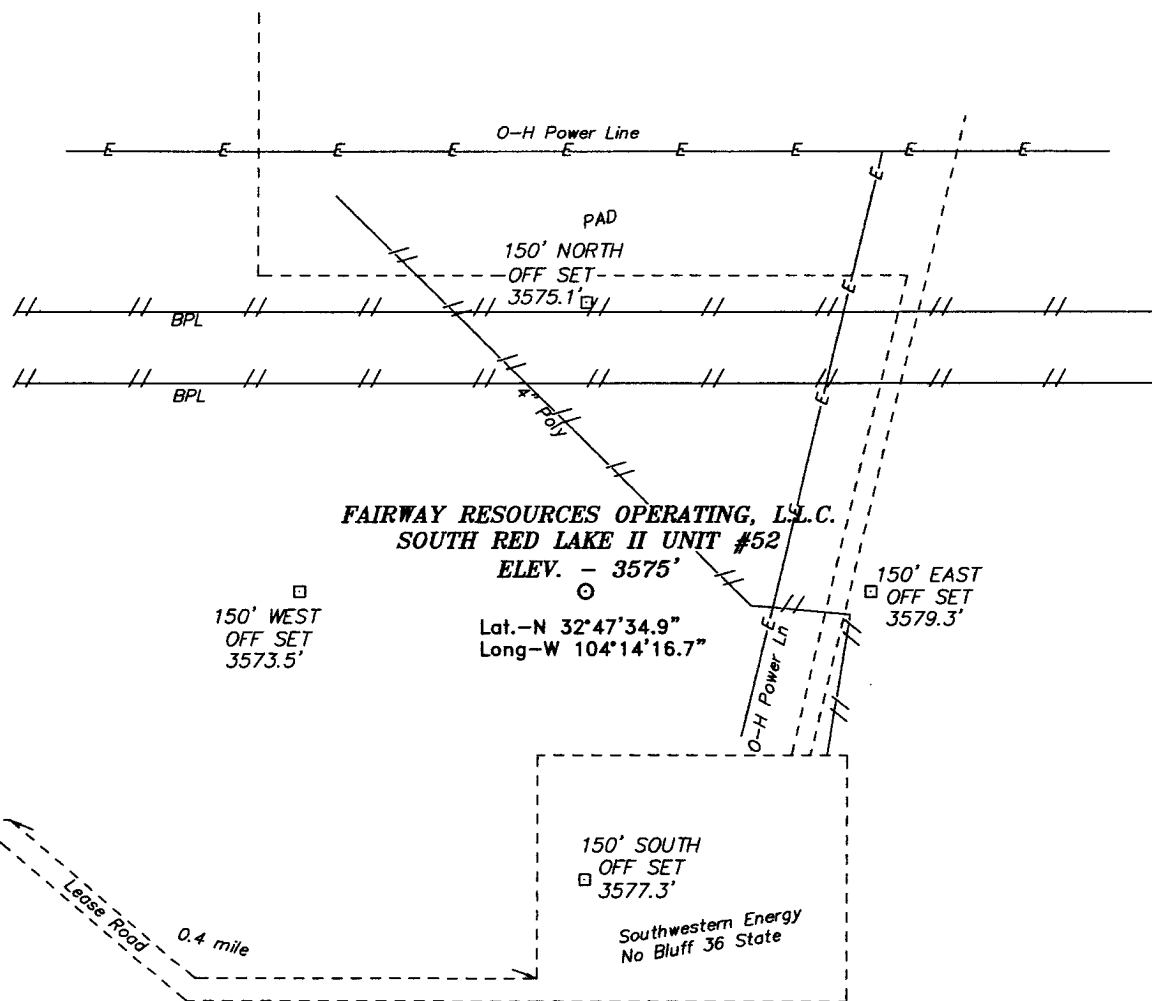 O-H Power Line
E E E E E E E E E
PAD
E
150' NORTH
OFF SET
3575.1'
E
BPL
BPL
E
4" Poly
FAIRWAY RESOURCES OPERATING, L.L.C.
E
SOUTH RED LAKE II UNIT #52
ELEV. - 3575'
150' EAST
OFF SET
3579.3'
150' WEST
OFF SET
3573.5'
Lat.-N 32°47'34.9"
Long-W 104°14'16.7"
E
O-H Power Ln
150' SOUTH
OFF SET
3577.3'
Lease Road
0.4 mile
Southwestern Energy
No Bluff 36 State